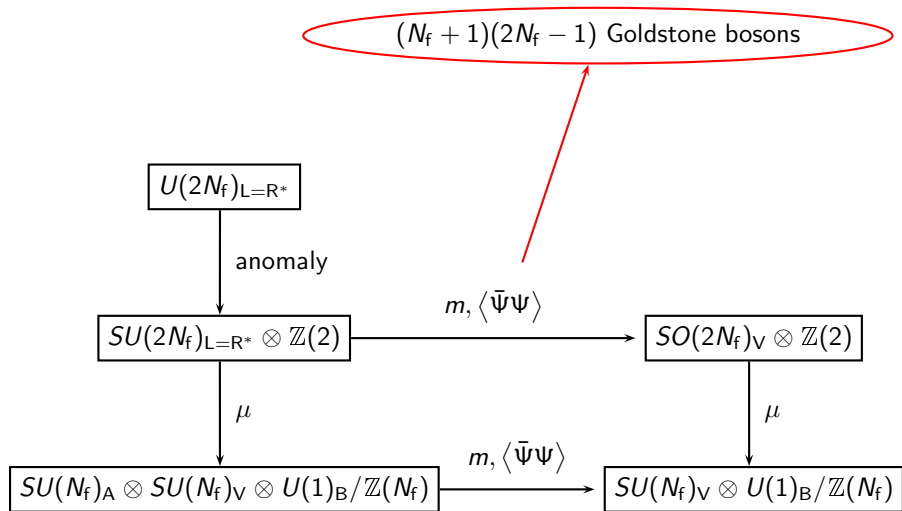 (N_f + 1)(2N_f − 1) Goldstone bosons
U(2N_f)_{L=R*}
anomaly
m, ⟨Ψ̄Ψ⟩
SU(2N_f)_{L=R*} ⊗ ℤ(2)
SO(2N_f)_V ⊗ ℤ(2)
μ
μ
m, ⟨Ψ̄Ψ⟩
SU(N_f)_A ⊗ SU(N_f)_V ⊗ U(1)_B/ℤ(N_f)
SU(N_f)_V ⊗ U(1)_B/ℤ(N_f)